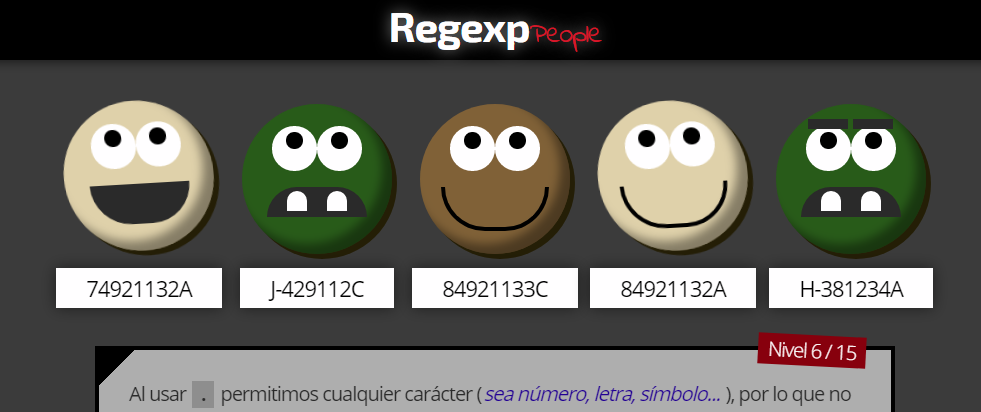 Regexp People
74921132A
J-429112C
84921133C
84921132A
H-381234A
Nivel 6 / 15
Al usar . permitimos cualquier carácter ( sea número, letra, símbolo... ), por lo que no